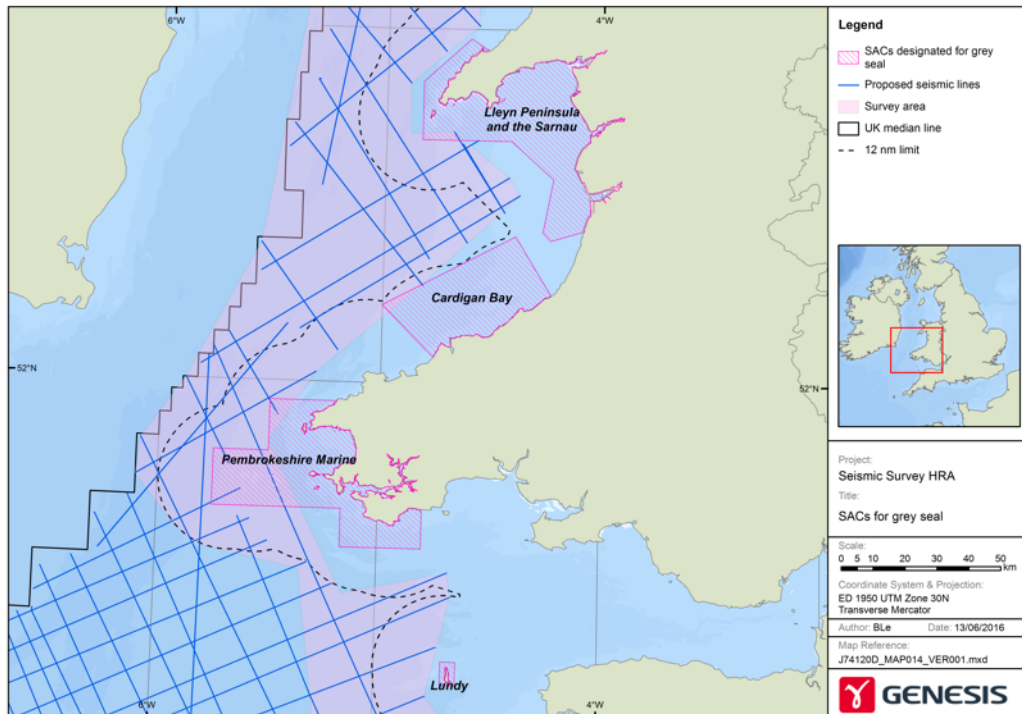 6°W
4°W
Lleyn Peninsula
and the Sarnau
Cardigan Bay
52°N
52°N
Pembrokeshire Marine
Lundy
6°W
4°W
Legend
SACs designated for grey
seal
Proposed seismic lines
Survey area
UK median line
12 nm limit
Project:
Seismic Survey HRA
Title:
SACs for grey seal
Scale:
0 5 10 20 30 40 50
km
Coordinate System & Projection:
ED 1950 UTM Zone 30N
Transverse Mercator
Author: BLe Date: 13/06/2016
Map Reference:
J74120D_MAP014_VER001.mxd
GENESIS